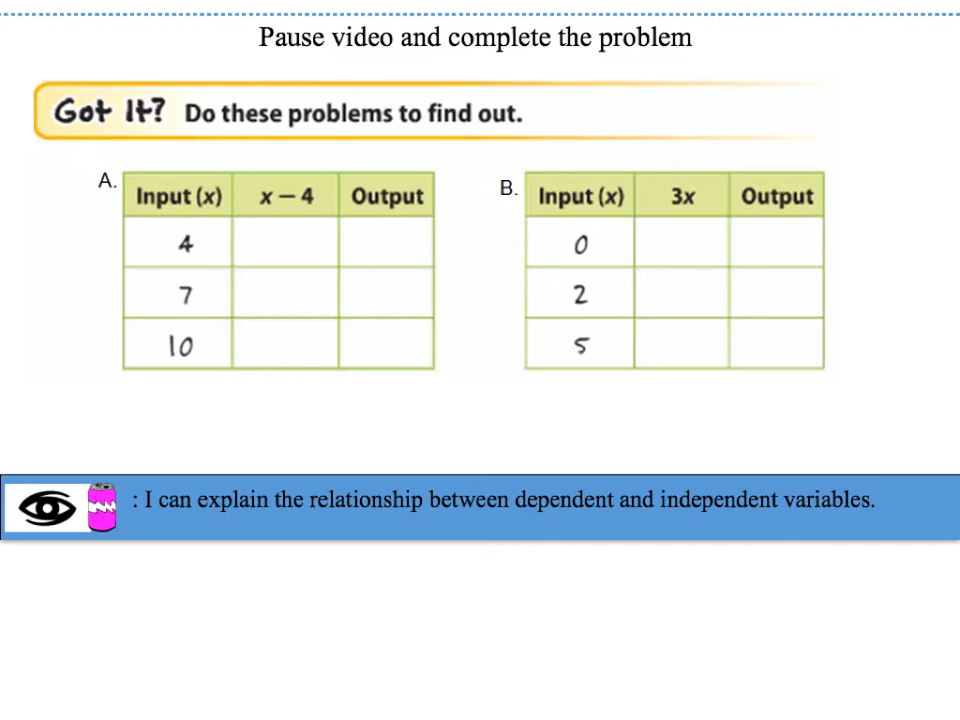 Pause video and complete the problem
Got It? Do these problems to find out.
A.
Input (x) x – 4 Output
4
7
10
B.
Input (x) 3x Output
0
2
5
: I can explain the relationship between dependent and independent variables.